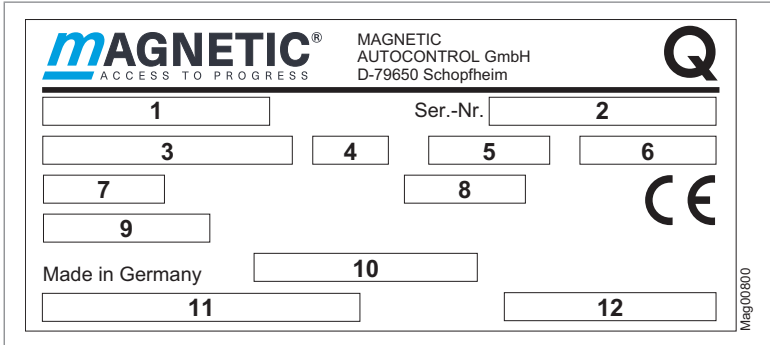 MAGNETIC®
ACCESS TO PROGRESS
MAGNETIC
AUTOCONTROL GmbH
D-79650 Schopfheim
Q
1 Ser.-Nr. 2
3 4 5 6
7 8 CE
9
Made in Germany 10
11 12
Mag00800